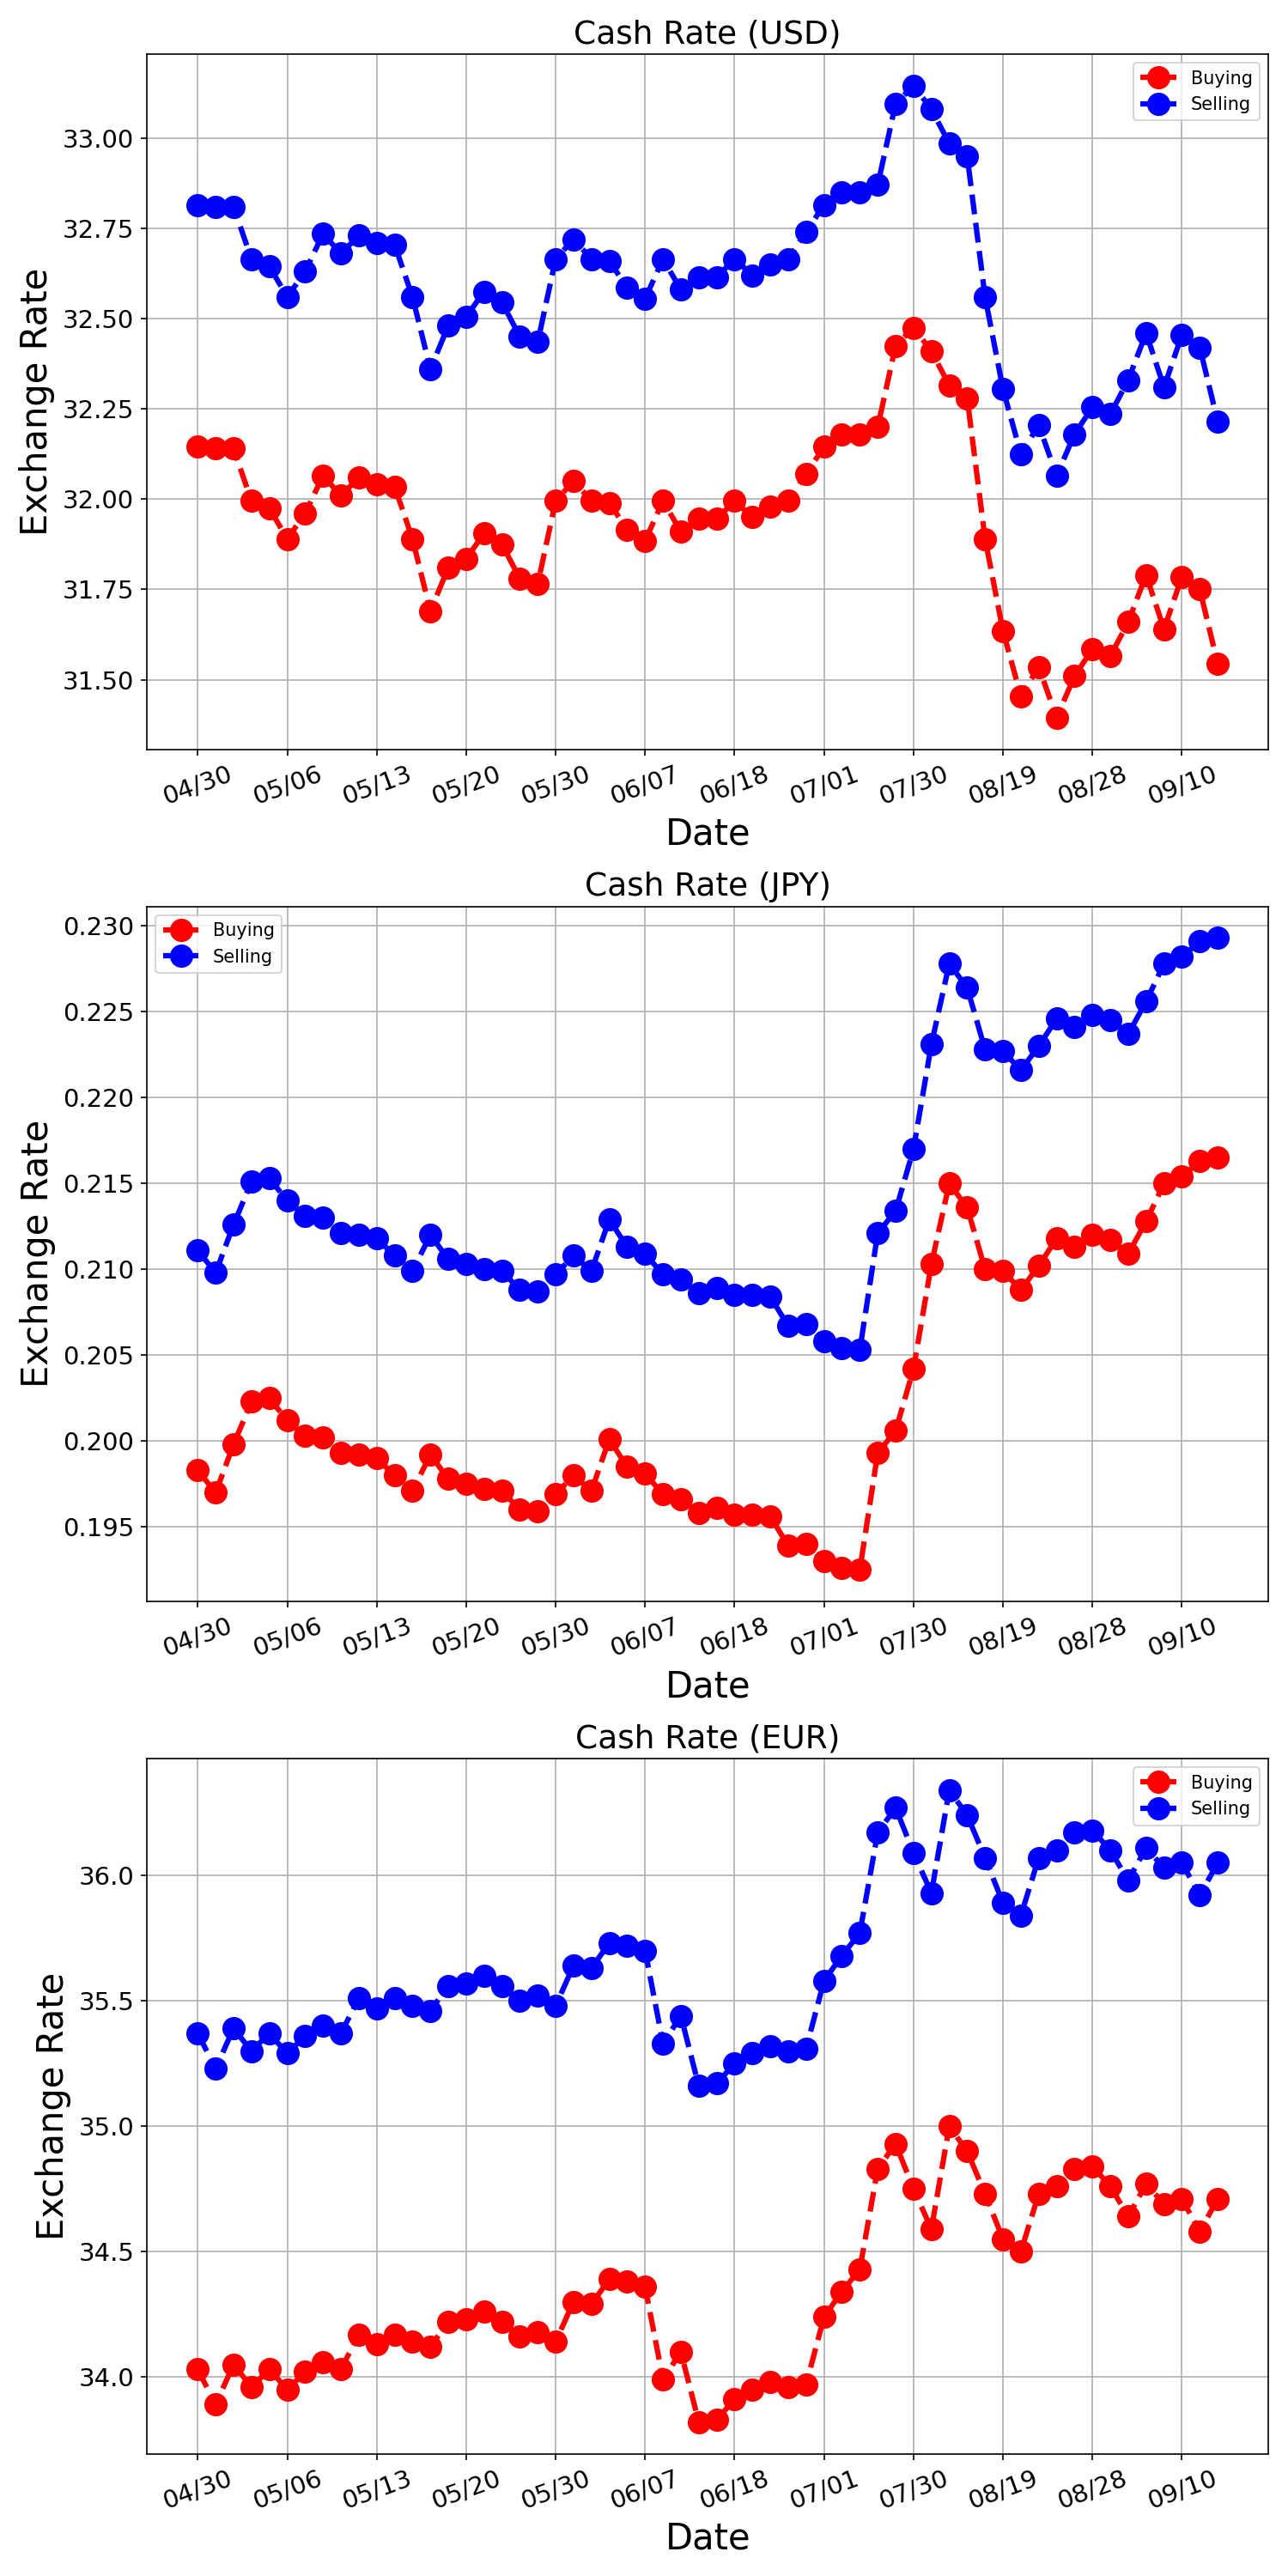 Cash Rate (USD)
Buying
Selling
Exchange Rate
33.00
32.75
32.50
32.25
32.00
31.75
31.50
04/30 05/06 05/13 05/20 05/30 06/07 06/18 07/01 07/30 08/19 08/28 09/10
Date
Cash Rate (JPY)
Buying
Selling
Exchange Rate
0.230
0.225
0.220
0.215
0.210
0.205
0.200
0.195
04/30 05/06 05/13 05/20 05/30 06/07 06/18 07/01 07/30 08/19 08/28 09/10
Date
Cash Rate (EUR)
Buying
Selling
Exchange Rate
36.0
35.5
35.0
34.5
34.0
04/30 05/06 05/13 05/20 05/30 06/07 06/18 07/01 07/30 08/19 08/28 09/10
Date